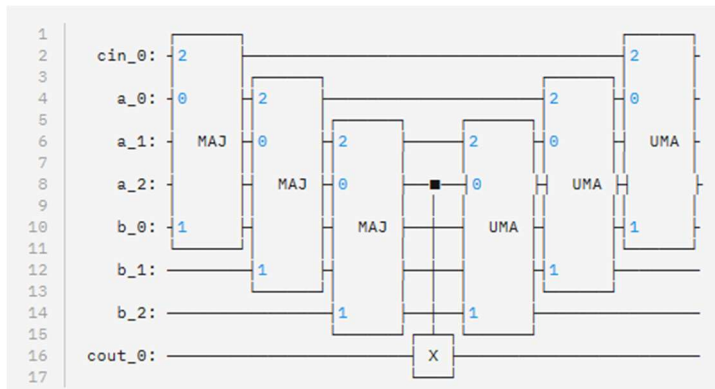 1
2 cin_0: 2 2
3
4 a_0: 0 2 2 0
5
6 a_1: MAJ 0 2 2 0 UMA
7
8 a_2: MAJ 0 0 UMA
9
10 b_0: 1 MAJ UMA 1
11
12 b_1: 1 1
13
14 b_2: 1 1
15
16 cout_0: X
17